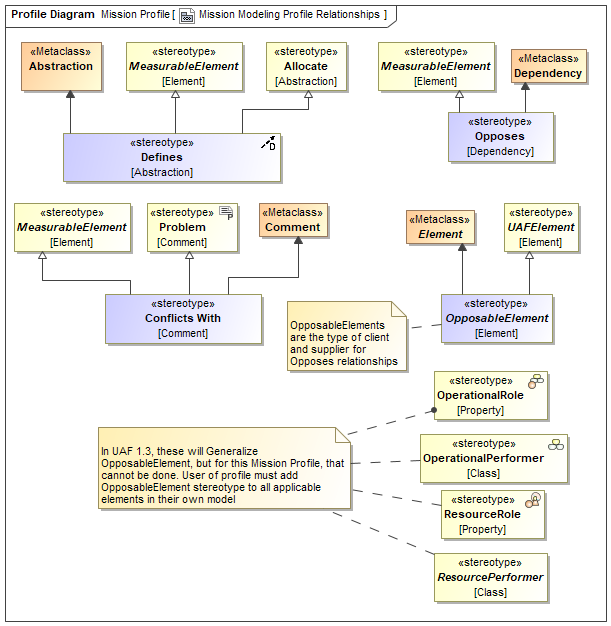 Profile Diagram Mission Profile [ Mission Modeling Profile Relationships ]
«Metaclass»
Abstraction
«stereotype»
MeasurableElement
[Element]
«stereotype»
Allocate
[Abstraction]
«stereotype»
MeasurableElement
[Element]
«Metaclass»
Dependency
«stereotype»
Defines
[Abstraction]
D
«stereotype»
Opposes
[Dependency]
«stereotype»
MeasurableElement
[Element]
«stereotype»
Problem
[Comment]
P
«Metaclass»
Comment
«Metaclass»
Element
«stereotype»
UAFElement
[Element]
«stereotype»
Conflicts With
[Comment]
OpposableElements
are the type of client
and supplier for
Opposes relationships
«stereotype»
OpposableElement
[Element]
«stereotype»
OperationalRole
[Property]
In UAF 1.3, these will Generalize
OpposableElement, but for this Mission Profile, that
cannot be done. User of profile must add
OpposableElement stereotype to all applicable
elements in their own model
«stereotype»
OperationalPerformer
[Class]
«stereotype»
ResourceRole
[Property]
«stereotype»
ResourcePerformer
[Class]